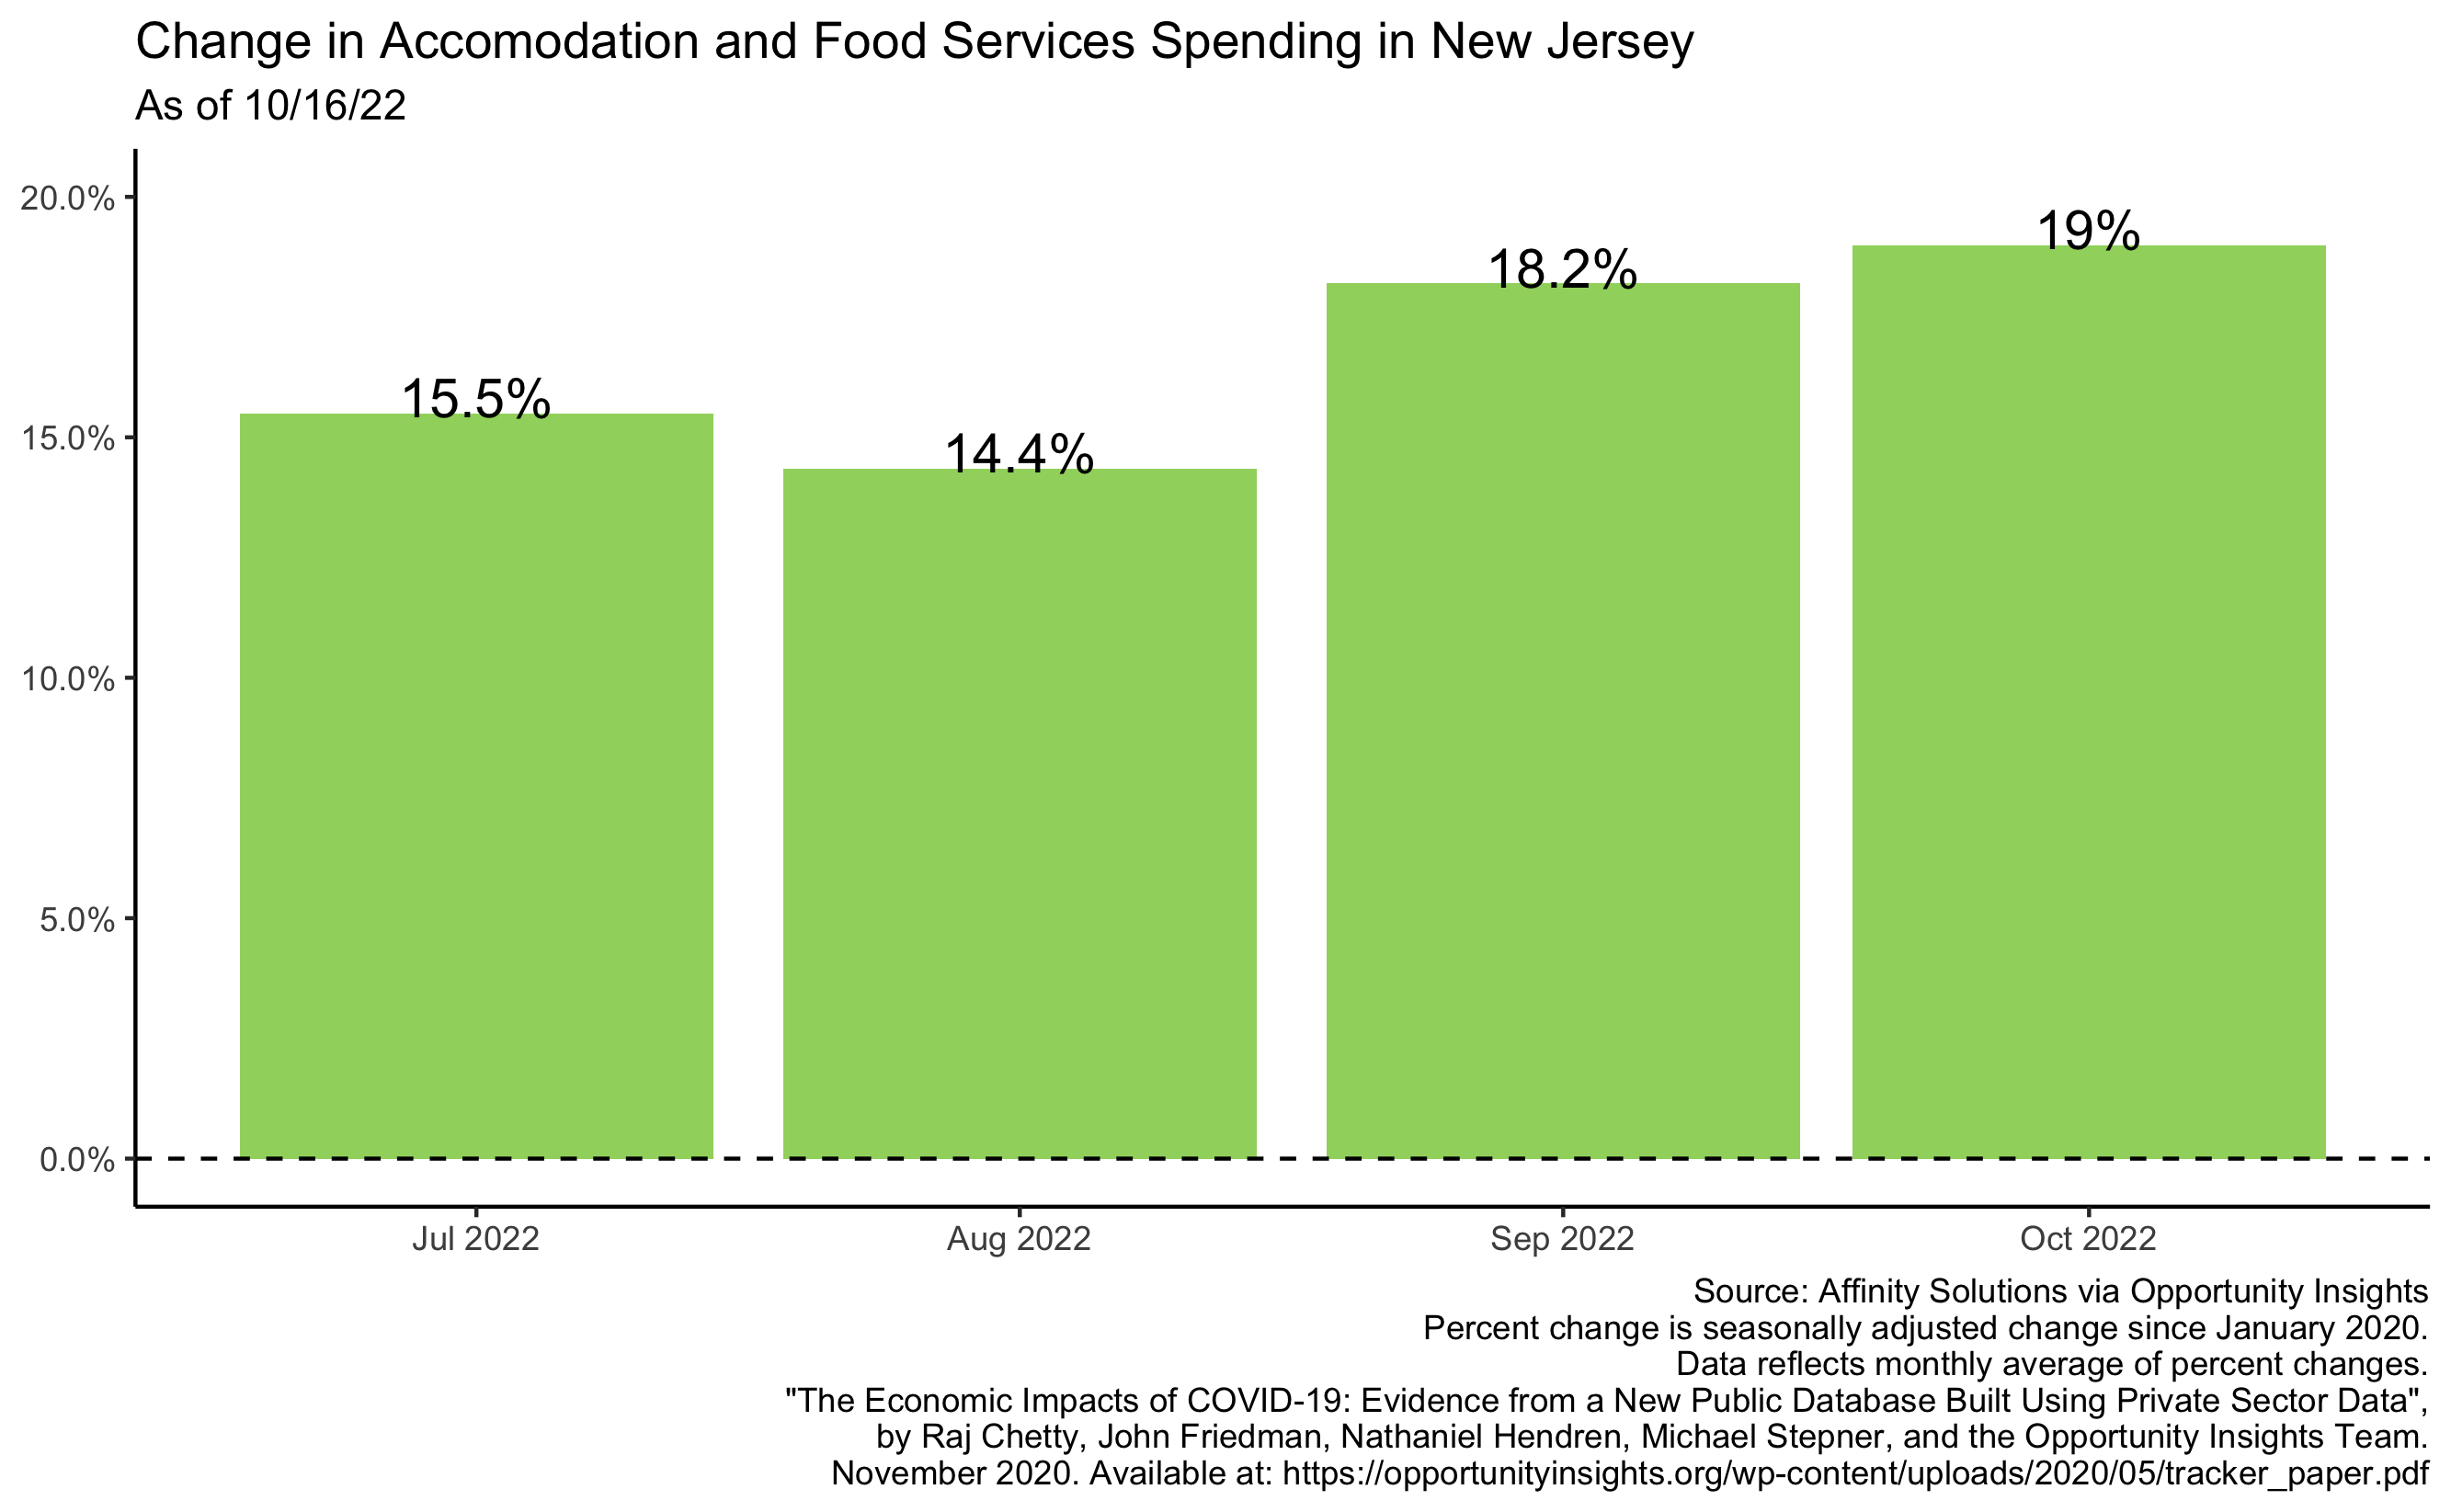 Change in Accomodation and Food Services Spending in New Jersey
As of 10/16/22
20.0%
15.0%
10.0%
5.0%
0.0%
15.5%
14.4%
18.2%
19%
Jul 2022
Aug 2022
Sep 2022
Oct 2022
Source: Affinity Solutions via Opportunity Insights
Percent change is seasonally adjusted change since January 2020.
Data reflects monthly average of percent changes.
"The Economic Impacts of COVID-19: Evidence from a New Public Database Built Using Private Sector Data",
by Raj Chetty, John Friedman, Nathaniel Hendren, Michael Stepner, and the Opportunity Insights Team.
November 2020. Available at: https://opportunityinsights.org/wp-content/uploads/2020/05/tracker_paper.pdf